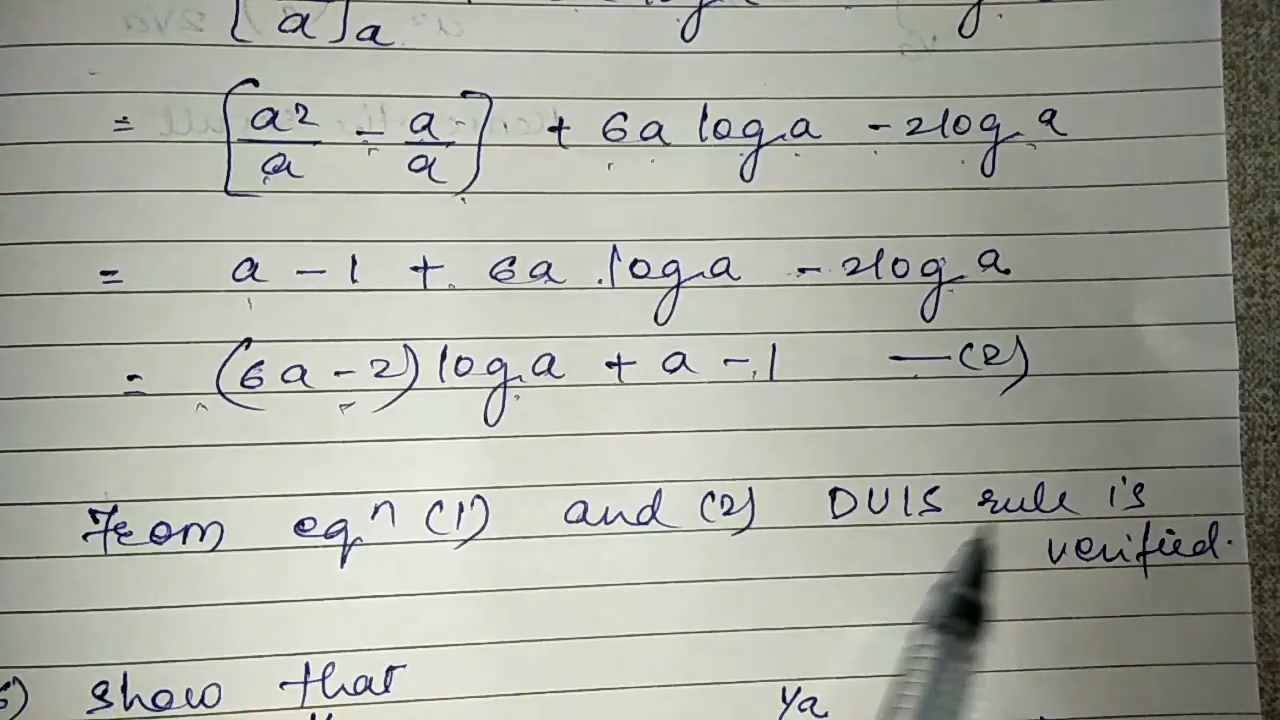 [a]a
= [a²/a - a/a] + 6a log a - 2log a
= a - 1 + 6a . log a - 2log a
= (6a - 2) log a + a - 1 —(2)
From eqⁿ (1) and (2) DUIS rule is
verified.
show that